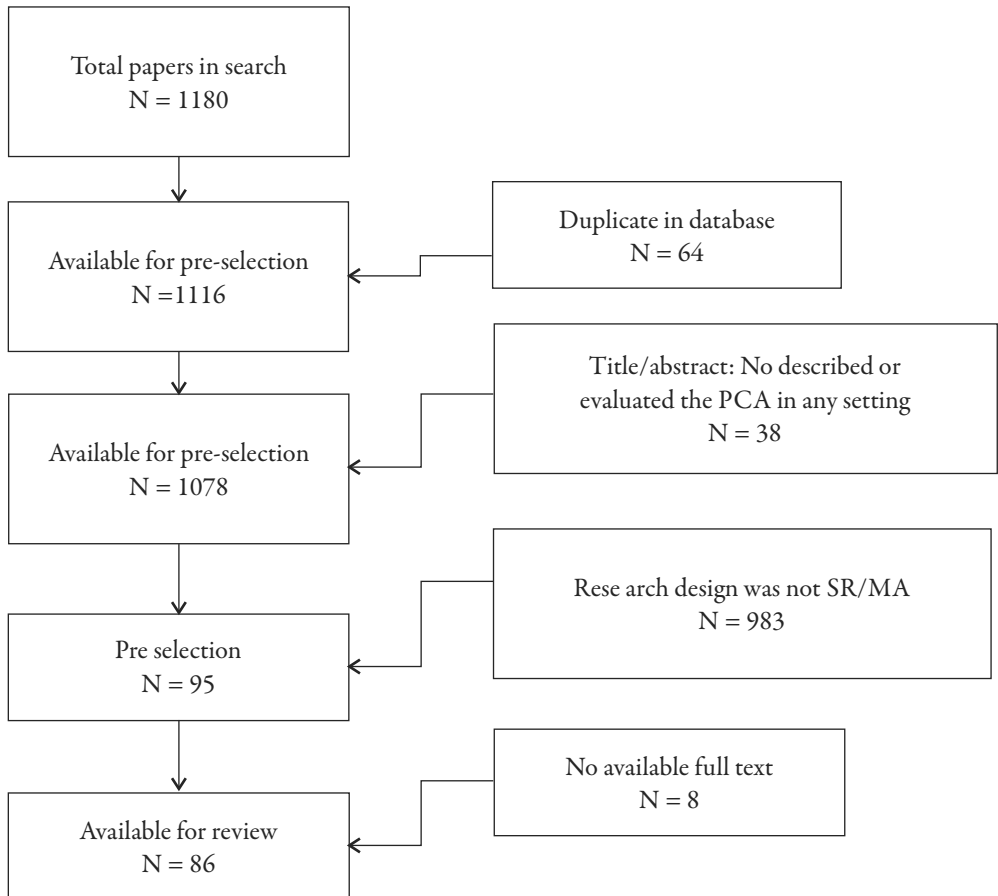 Total papers in search
N = 1180
Available for pre-selection
N =1116
Duplicate in database
N = 64
Title/abstract: No described or
evaluated the PCA in any setting
N = 38
Available for pre-selection
N = 1078
Rese arch design was not SR/MA
N = 983
Pre selection
N = 95
No available full text
N = 8
Available for review
N = 86